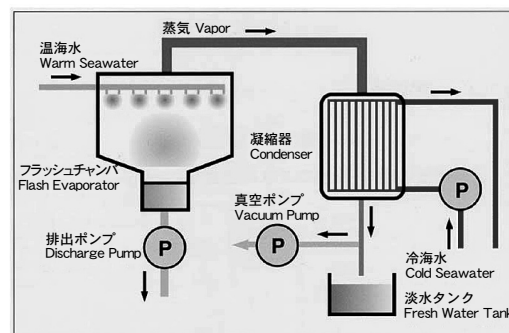 蒸気 Vapor
温海水
Warm Seawater
凝縮器
Condenser
フラッシュチャンバ
Flash Evaporator
真空ポンプ
Vacuum Pump
P
P
P
排出ポンプ
Discharge Pump
冷海水
Cold Seawater
淡水タンク
Fresh Water Tank